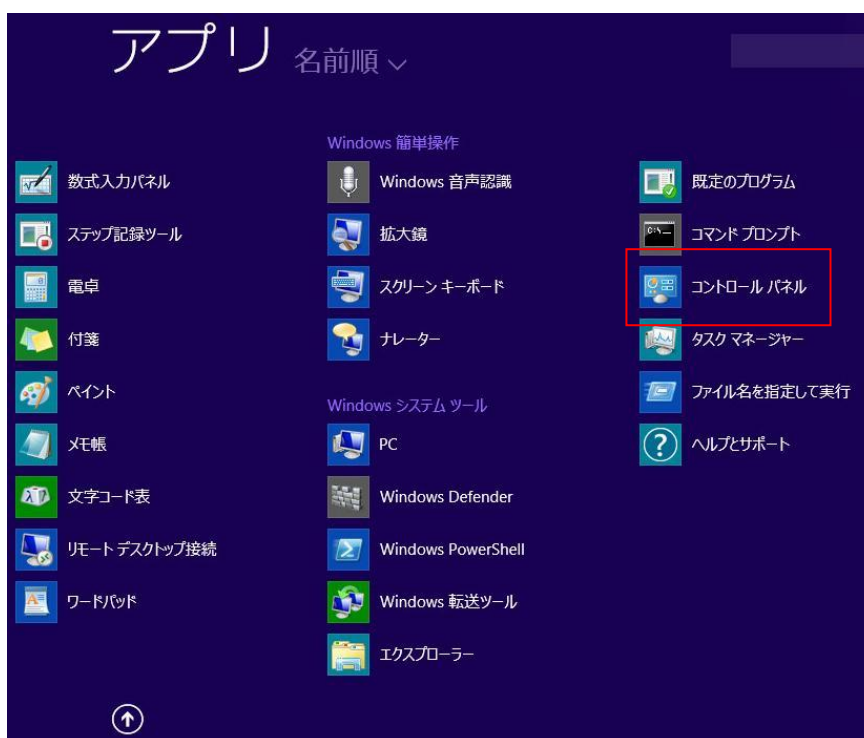 アプリ 名前順
数式入力パネル
ステップ記録ツール
電卓
付箋
ペイント
メモ帳
文字コード表
リモート デスクトップ接続
ワードパッド
Windows 簡単操作
Windows 音声認識
拡大鏡
スクリーン キーボード
ナレーター
Windows システム ツール
PC
Windows Defender
Windows PowerShell
Windows 転送ツール
エクスプローラー
既定のプログラム
コマンド プロンプト
コントロール パネル
タスク マネージャー
ファイル名を指定して実行
ヘルプとサポート